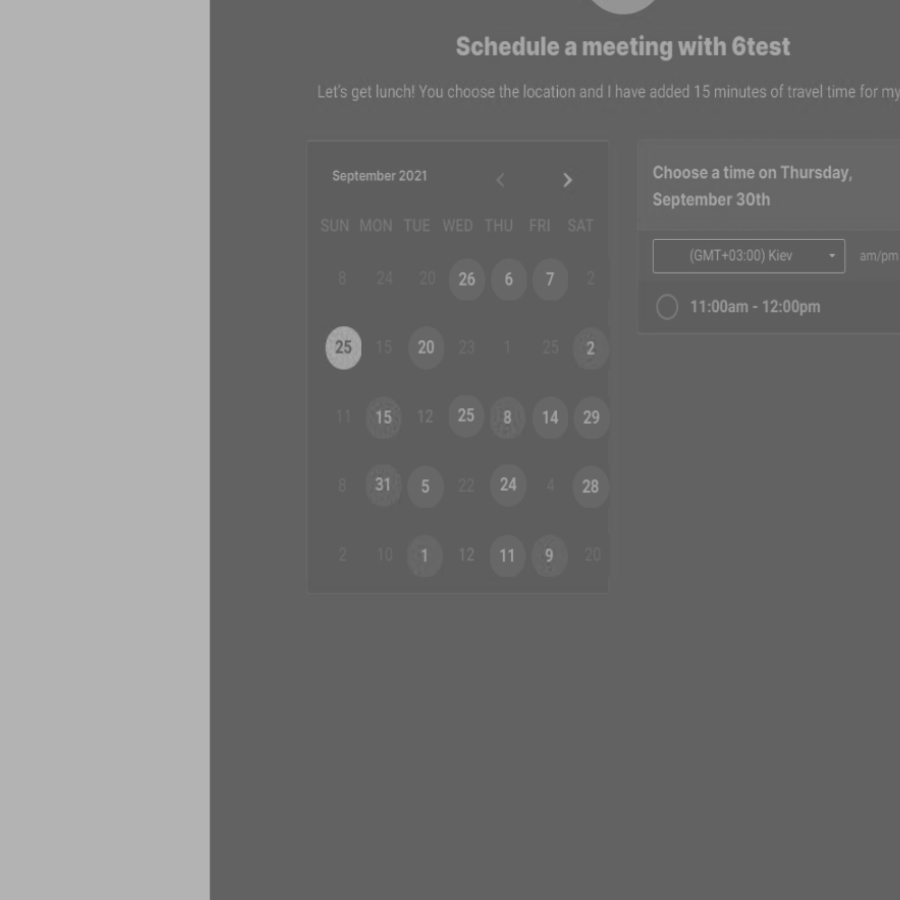 Schedule a meeting with 6test
Let's get lunch! You choose the location and I have added 15 minutes of travel time for my
September 2021
SUN MON TUE WED THU FRI SAT
8 24 20 26 6 7 2
25 15 20 23 1 25 2
11 15 12 25 8 14 29
8 31 5 22 24 4 28
2 10 1 12 11 9 20
Choose a time on Thursday,
September 30th
(GMT+03:00) Kiev am/pm
11:00am - 12:00pm